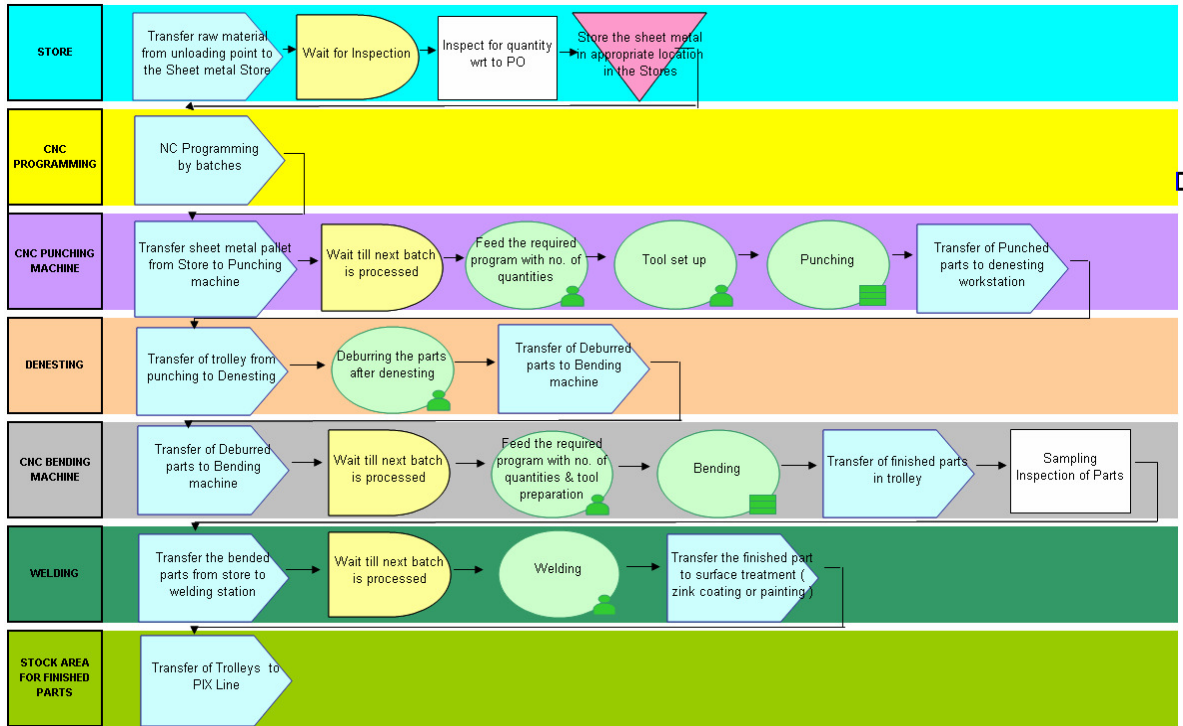 STORE
Transfer raw material
from unloading point to
the Sheet metal Store
Wait for Inspection
Inspect for quantity
wrt to PO
Store the sheet metal
in appropriate location
in the Stores
CNC
PROGRAMMING
NC Programming
by batches
CNC PUNCHING
MACHINE
Transfer sheet metal pallet
from Store to Punching
machine
Wait till next batch
is processed
Feed the required
program with no. of
quantities
Tool set up
Punching
Transfer of Punched
parts to denesting
workstation
DENESTING
Transfer of trolley from
punching to Denesting
Deburring the parts
after denesting
Transfer of Deburred
parts to Bending
machine
CNC BENDING
MACHINE
Transfer of Deburred
parts to Bending
machine
Wait till next batch
is processed
Feed the required
program with no. of
quantities & tool
preparation
Bending
Transfer of finished parts
in trolley
Sampling
Inspection of Parts
WELDING
Transfer the bended
parts from store to
welding station
Wait till next batch
is processed
Welding
Transfer the finished part
to surface treatment (
zink coating or painting )
STOCK AREA
FOR FINISHED
PARTS
Transfer of Trolleys to
PIX Line